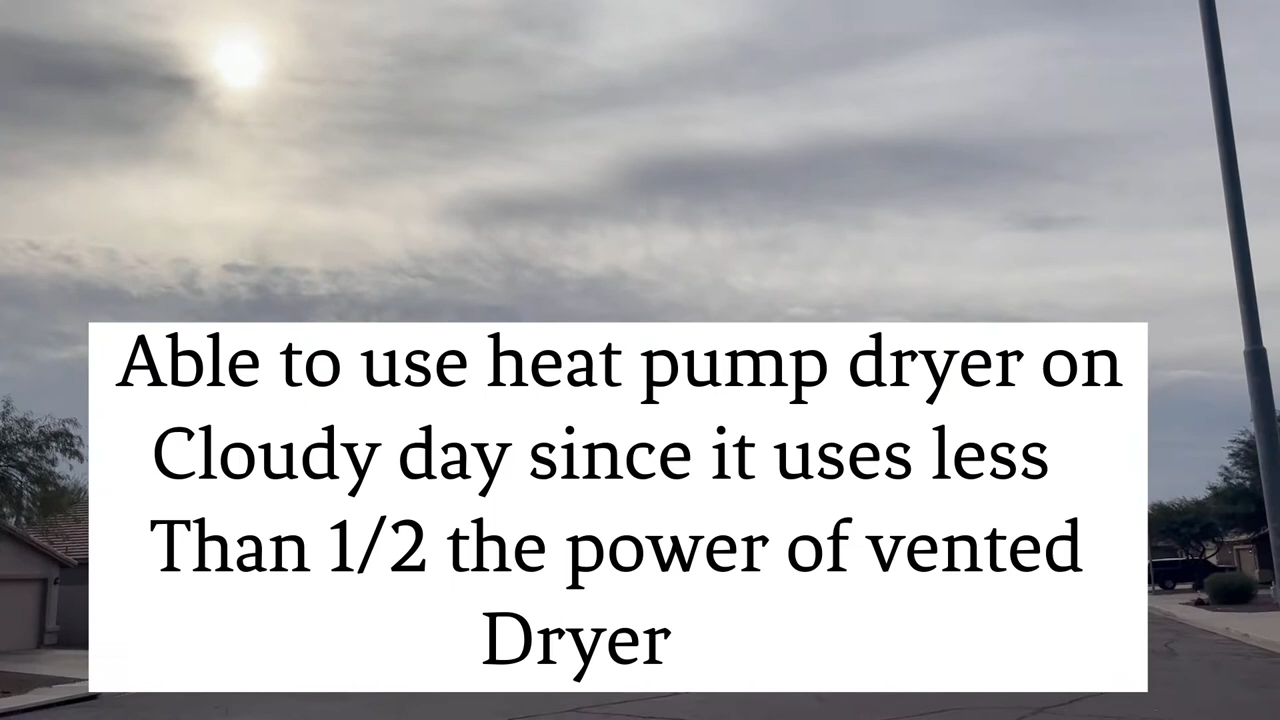 Able to use heat pump dryer on
Cloudy day since it uses less
Than 1/2 the power of vented
Dryer